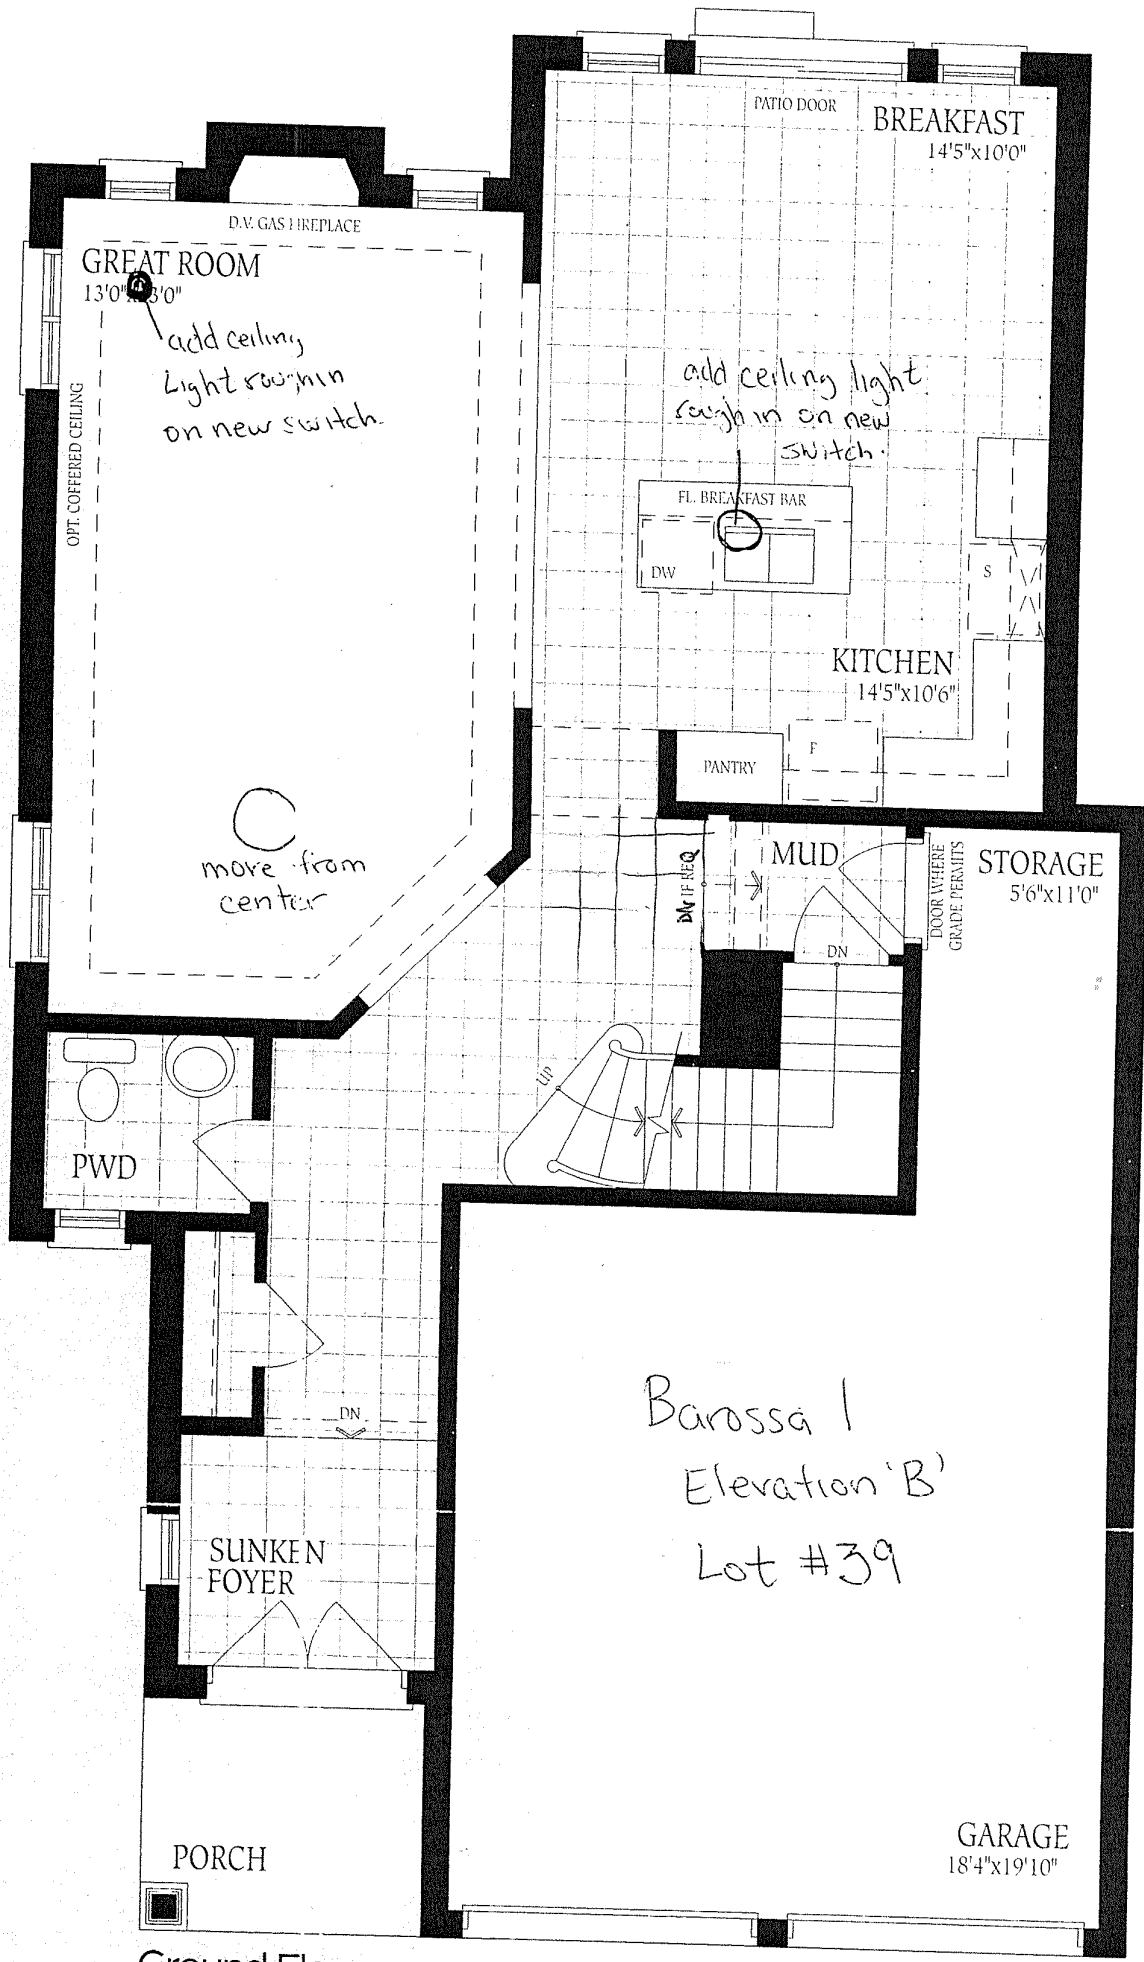 PATIO DOOR
BREAKFAST
14'5"x10'0"
D.V. GAS FIREPLACE
GREAT ROOM
add ceiling
Light roughin
on new switch.
OPT. COFFERED CEILING
add ceiling light
rough in on new
switch.
FL. BREAKFAST BAR
DW
S
KITCHEN
14'5"x10'6"
F
PANTRY
more from
center
IF REQ
MUD
DOOR WHERE
GRADE PERMITS
STORAGE
5'6"x11'0"
DN
UP
PWD
DN
Barossa 1
Elevation 'B'
Lot #39
SUNKEN
FOYER
PORCH
GARAGE
18'4"x19'10"
Ground